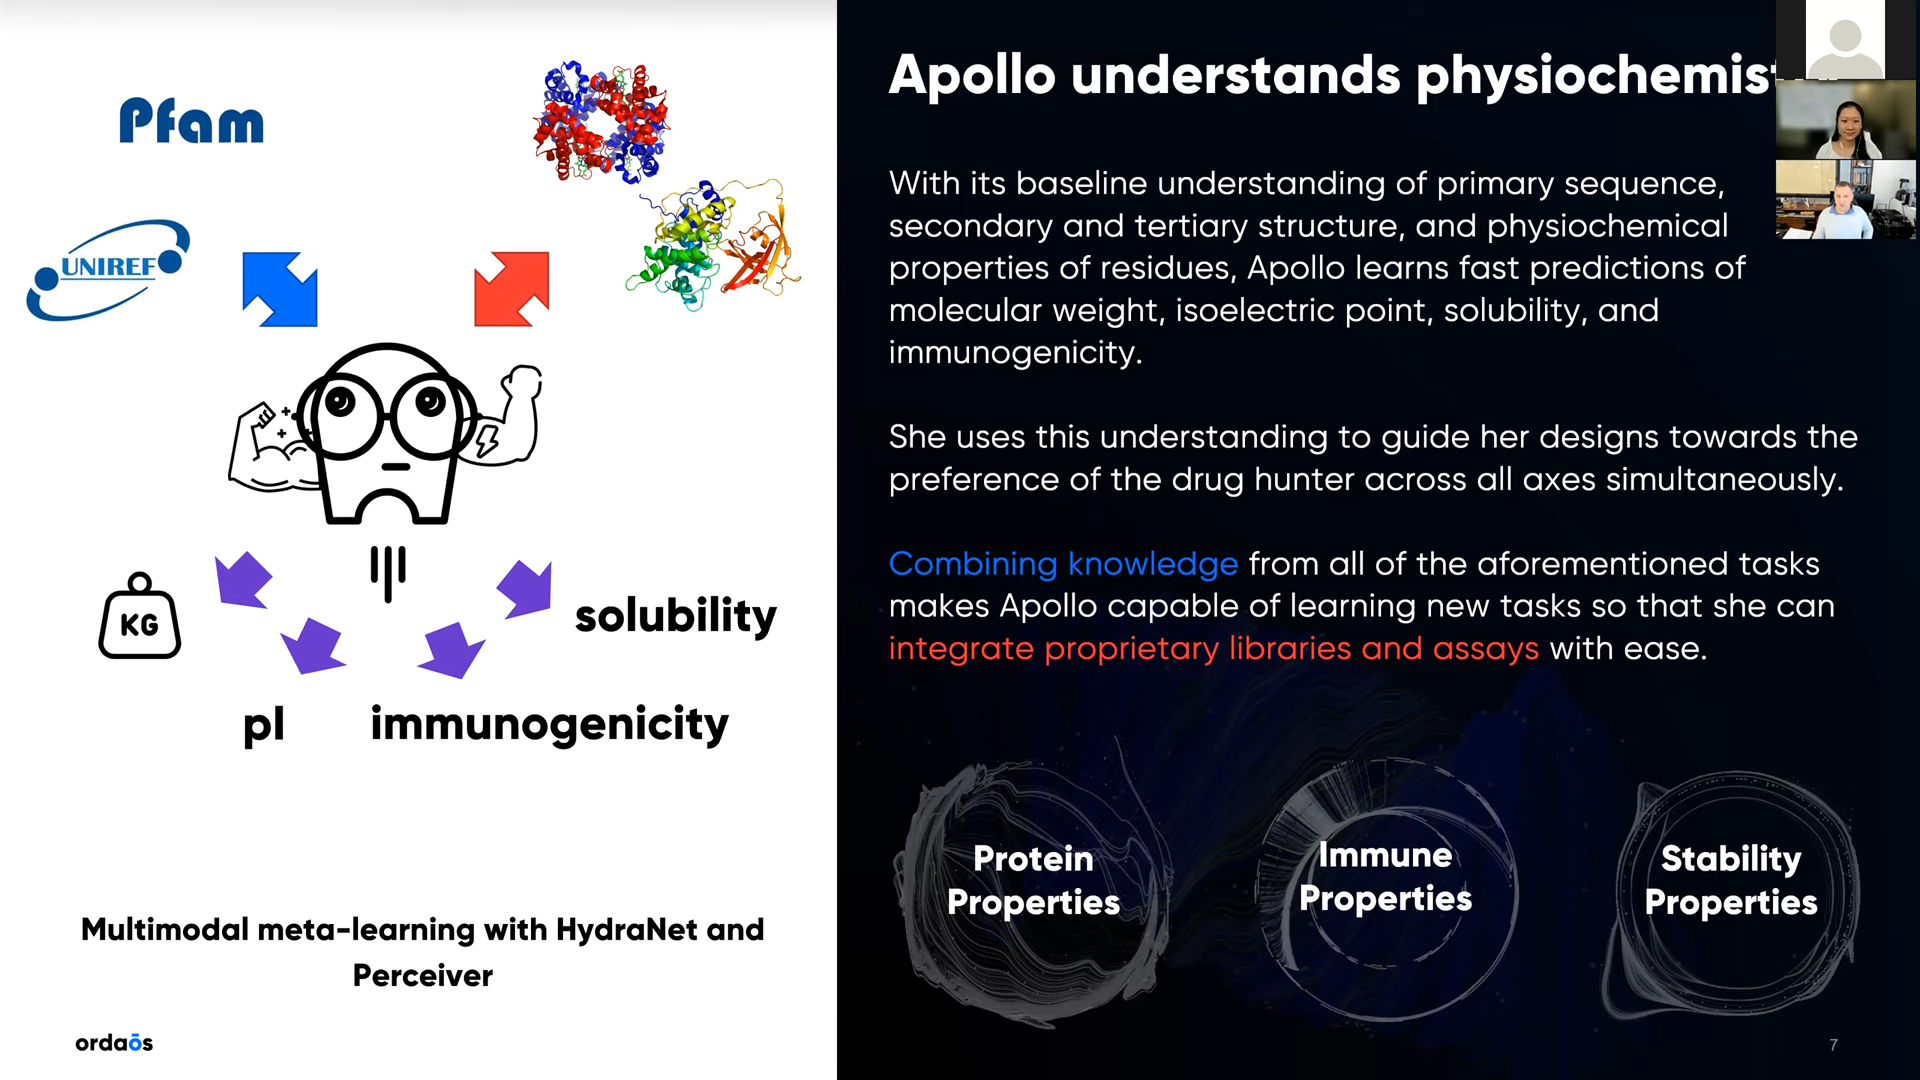 Pfam
UNIREF
KG
solubility
pI
immunogenicity
Multimodal meta-learning with HydraNet and
Perceiver
ordaōs
Apollo understands
With its baseline understanding of primary sequence,
secondary and tertiary structure, and physiochemical
properties of residues, Apollo learns fast predictions of
molecular weight, isoelectric point, solubility, and
immunogenicity.
She uses this understanding to guide her designs towards the
preference of the drug hunter across all axes simultaneously.
Combining knowledge from all of the aforementioned tasks
makes Apollo capable of learning new tasks so that she can
integrate proprietary libraries and assays with ease.
Protein
Properties
Immune
Properties
Stability
Properties
7